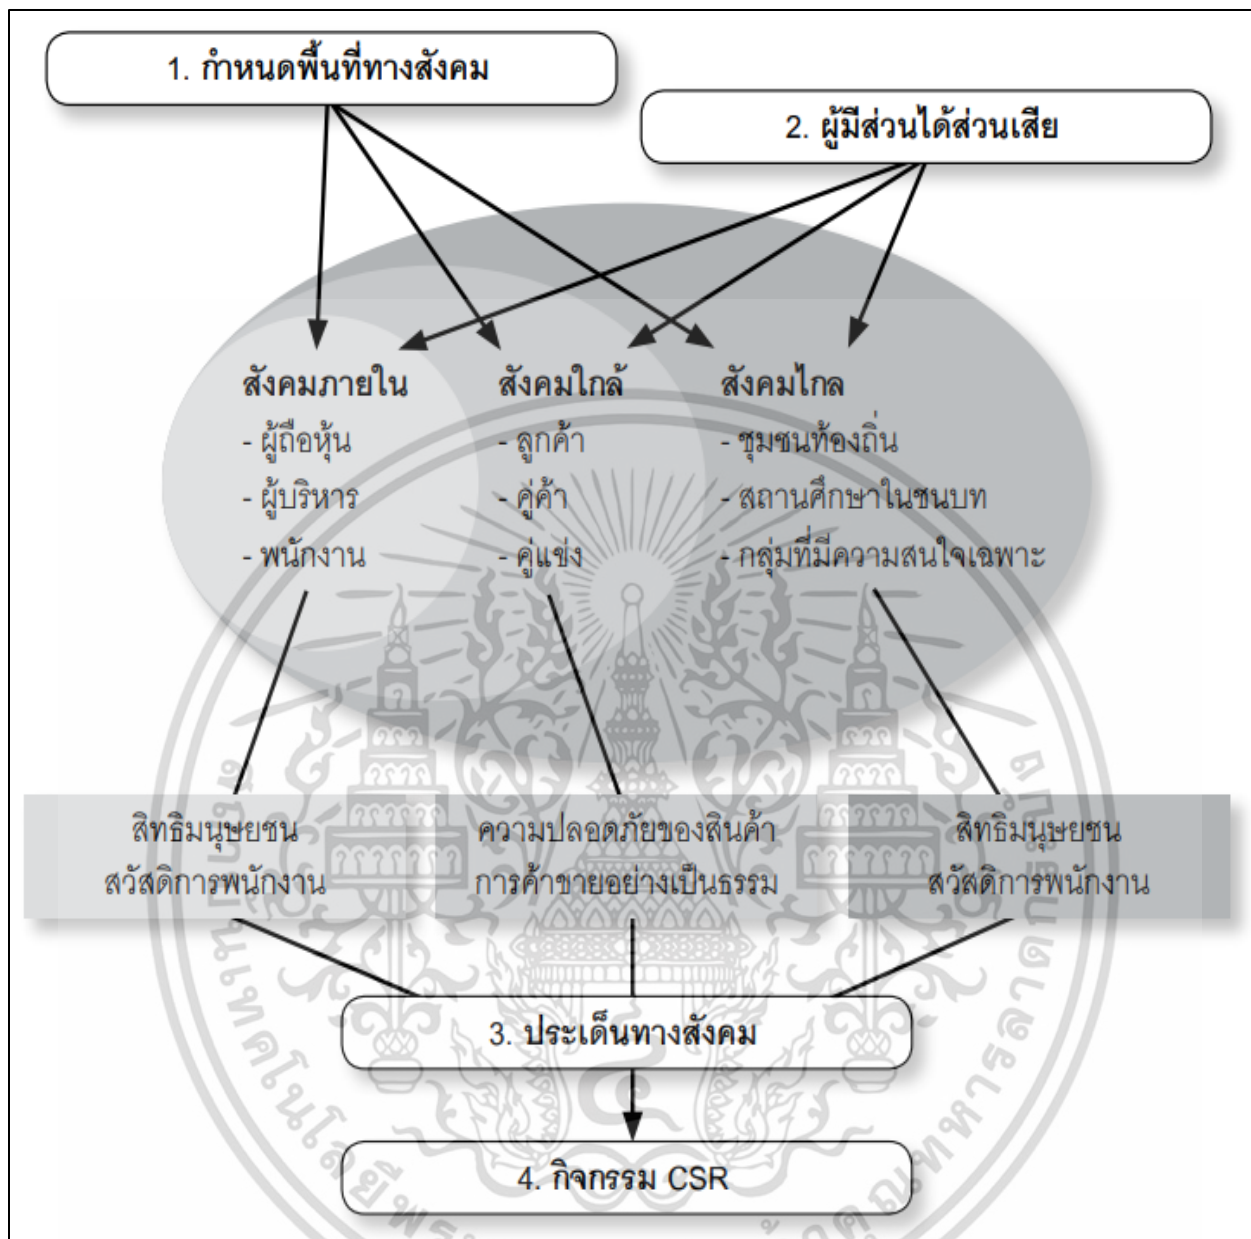 1. กำหนดพื้นที่ทางสังคม
2. ผู้มีส่วนได้ส่วนเสีย
สังคมภายใน
- ผู้ถือหุ้น
- ผู้บริหาร
- พนักงาน
สังคมใกล้
- ลูกค้า
- คู่ค้า
- คู่แข่ง
สังคมไกล
- ชุมชนท้องถิ่น
- สถานศึกษาในชนบท
- กลุ่มที่มีความสนใจเฉพาะ
สิทธิมนุษยชน
สวัสดิการพนักงาน
ความปลอดภัยของสินค้า
การค้าขายอย่างเป็นธรรม
สิทธิมนุษยชน
สวัสดิการพนักงาน
3. ประเด็นทางสังคม
4. กิจกรรม CSR